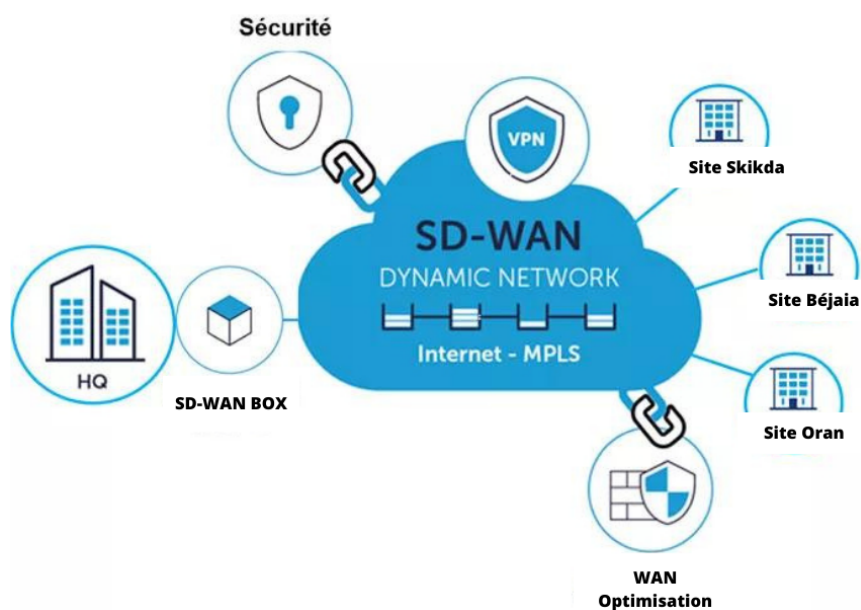 Sécurité
VPN
Site Skikda
SD-WAN
DYNAMIC NETWORK
Site Béjaia
Internet - MPLS
HQ
SD-WAN BOX
Site Oran
WAN
Optimisation